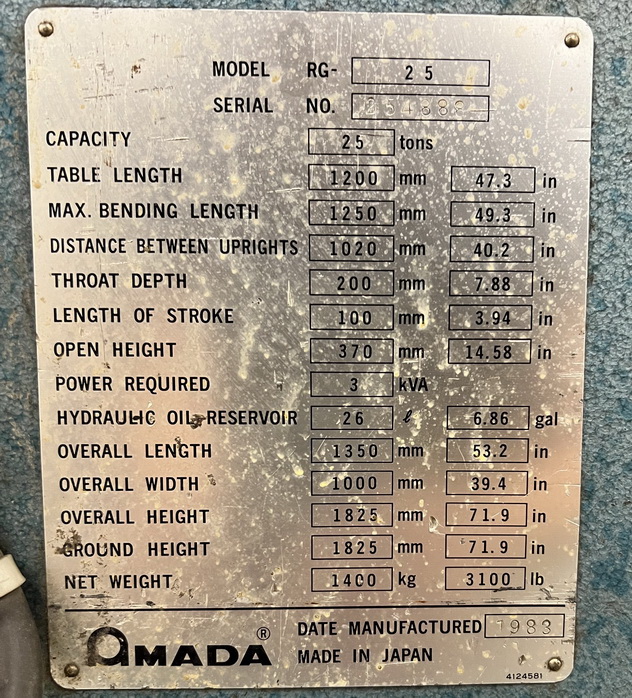 MODEL RG- 25
SERIAL NO.
CAPACITY 25 tons
TABLE LENGTH 1200 mm 47.3 in
MAX. BENDING LENGTH 1250 mm 49.3 in
DISTANCE BETWEEN UPRIGHTS 1020 mm 40.2 in
THROAT DEPTH 200 mm 7.88 in
LENGTH OF STROKE 100 mm 3.94 in
OPEN HEIGHT 370 mm 14.58 in
POWER REQUIRED 3 kVA
HYDRAULIC OIL RESERVOIR 26 ℓ 6.86 gal
OVERALL LENGTH 1350 mm 53.2 in
OVERALL WIDTH 1000 mm 39.4 in
OVERALL HEIGHT 1825 mm 71.9 in
GROUND HEIGHT 1825 mm 71.9 in
NET WEIGHT 1400 kg 3100 lb
AMADA ® DATE MANUFACTURED 1983
MADE IN JAPAN
4124581